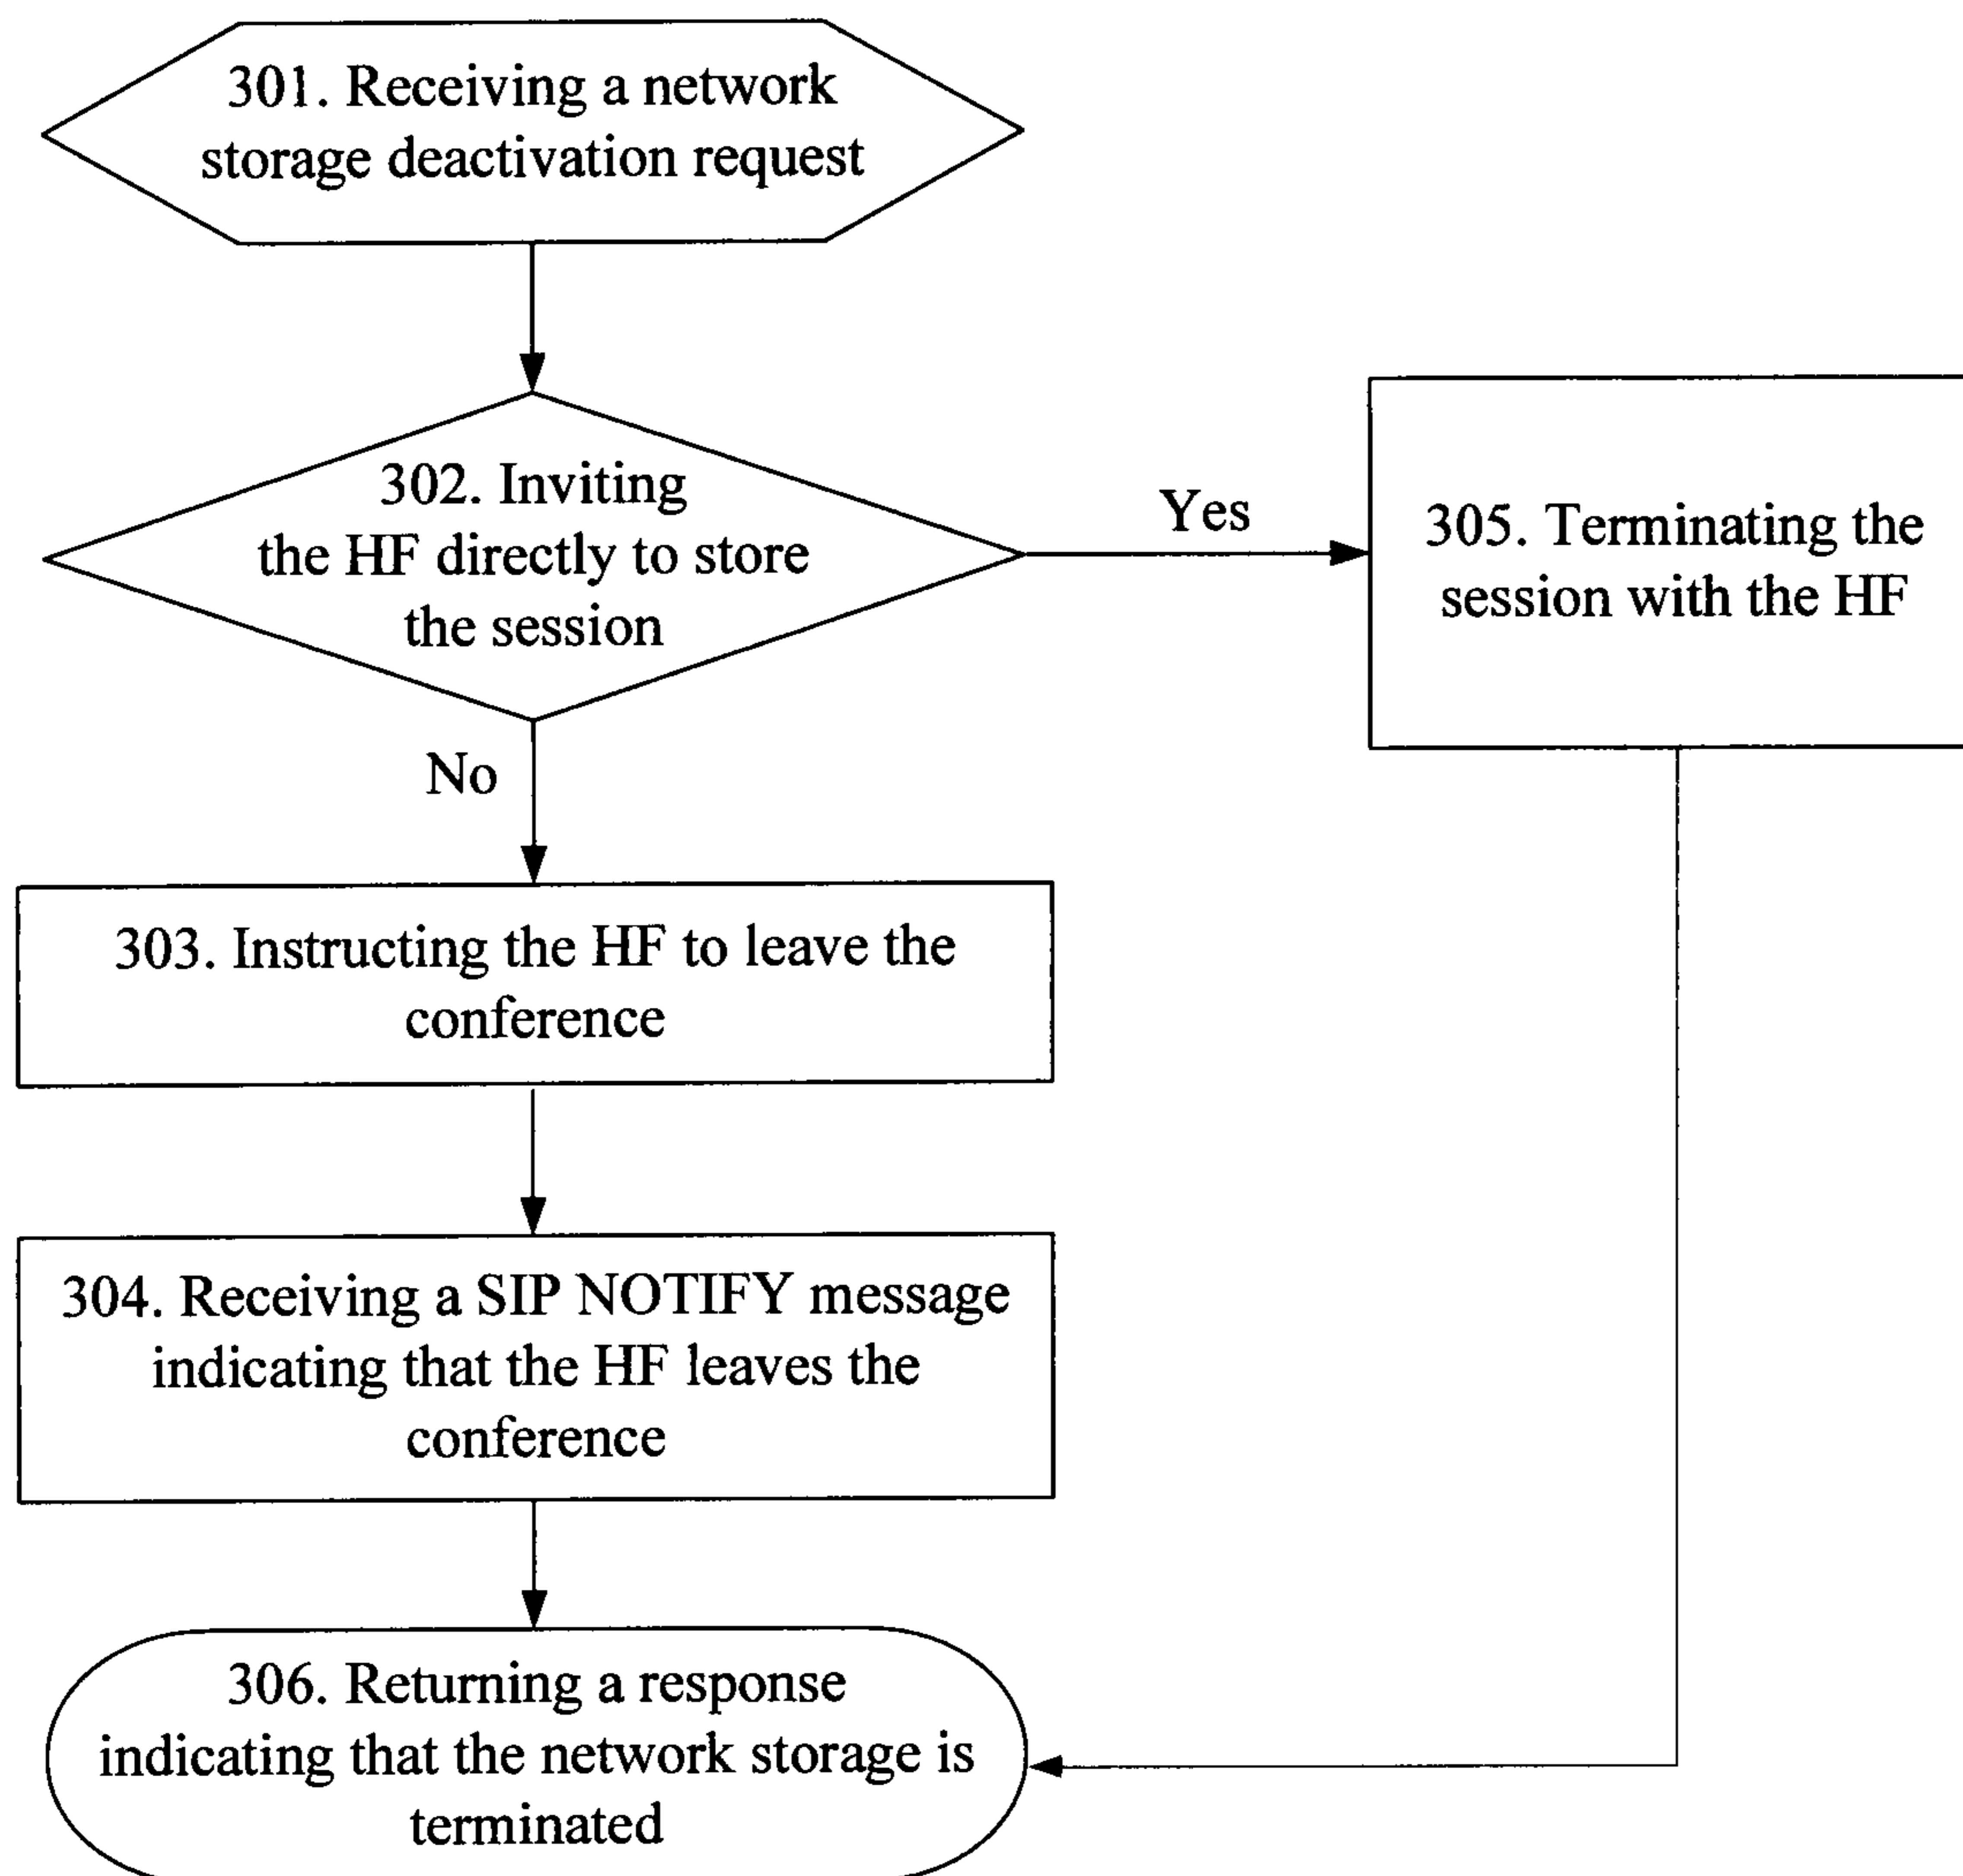 301. Receiving a network
storage deactivation request
302. Inviting
the HF directly to store
the session
Yes
305. Terminating the
session with the HF
No
303. Instructing the HF to leave the
conference
304. Receiving a SIP NOTIFY message
indicating that the HF leaves the
conference
306. Returning a response
indicating that the network storage is
terminated